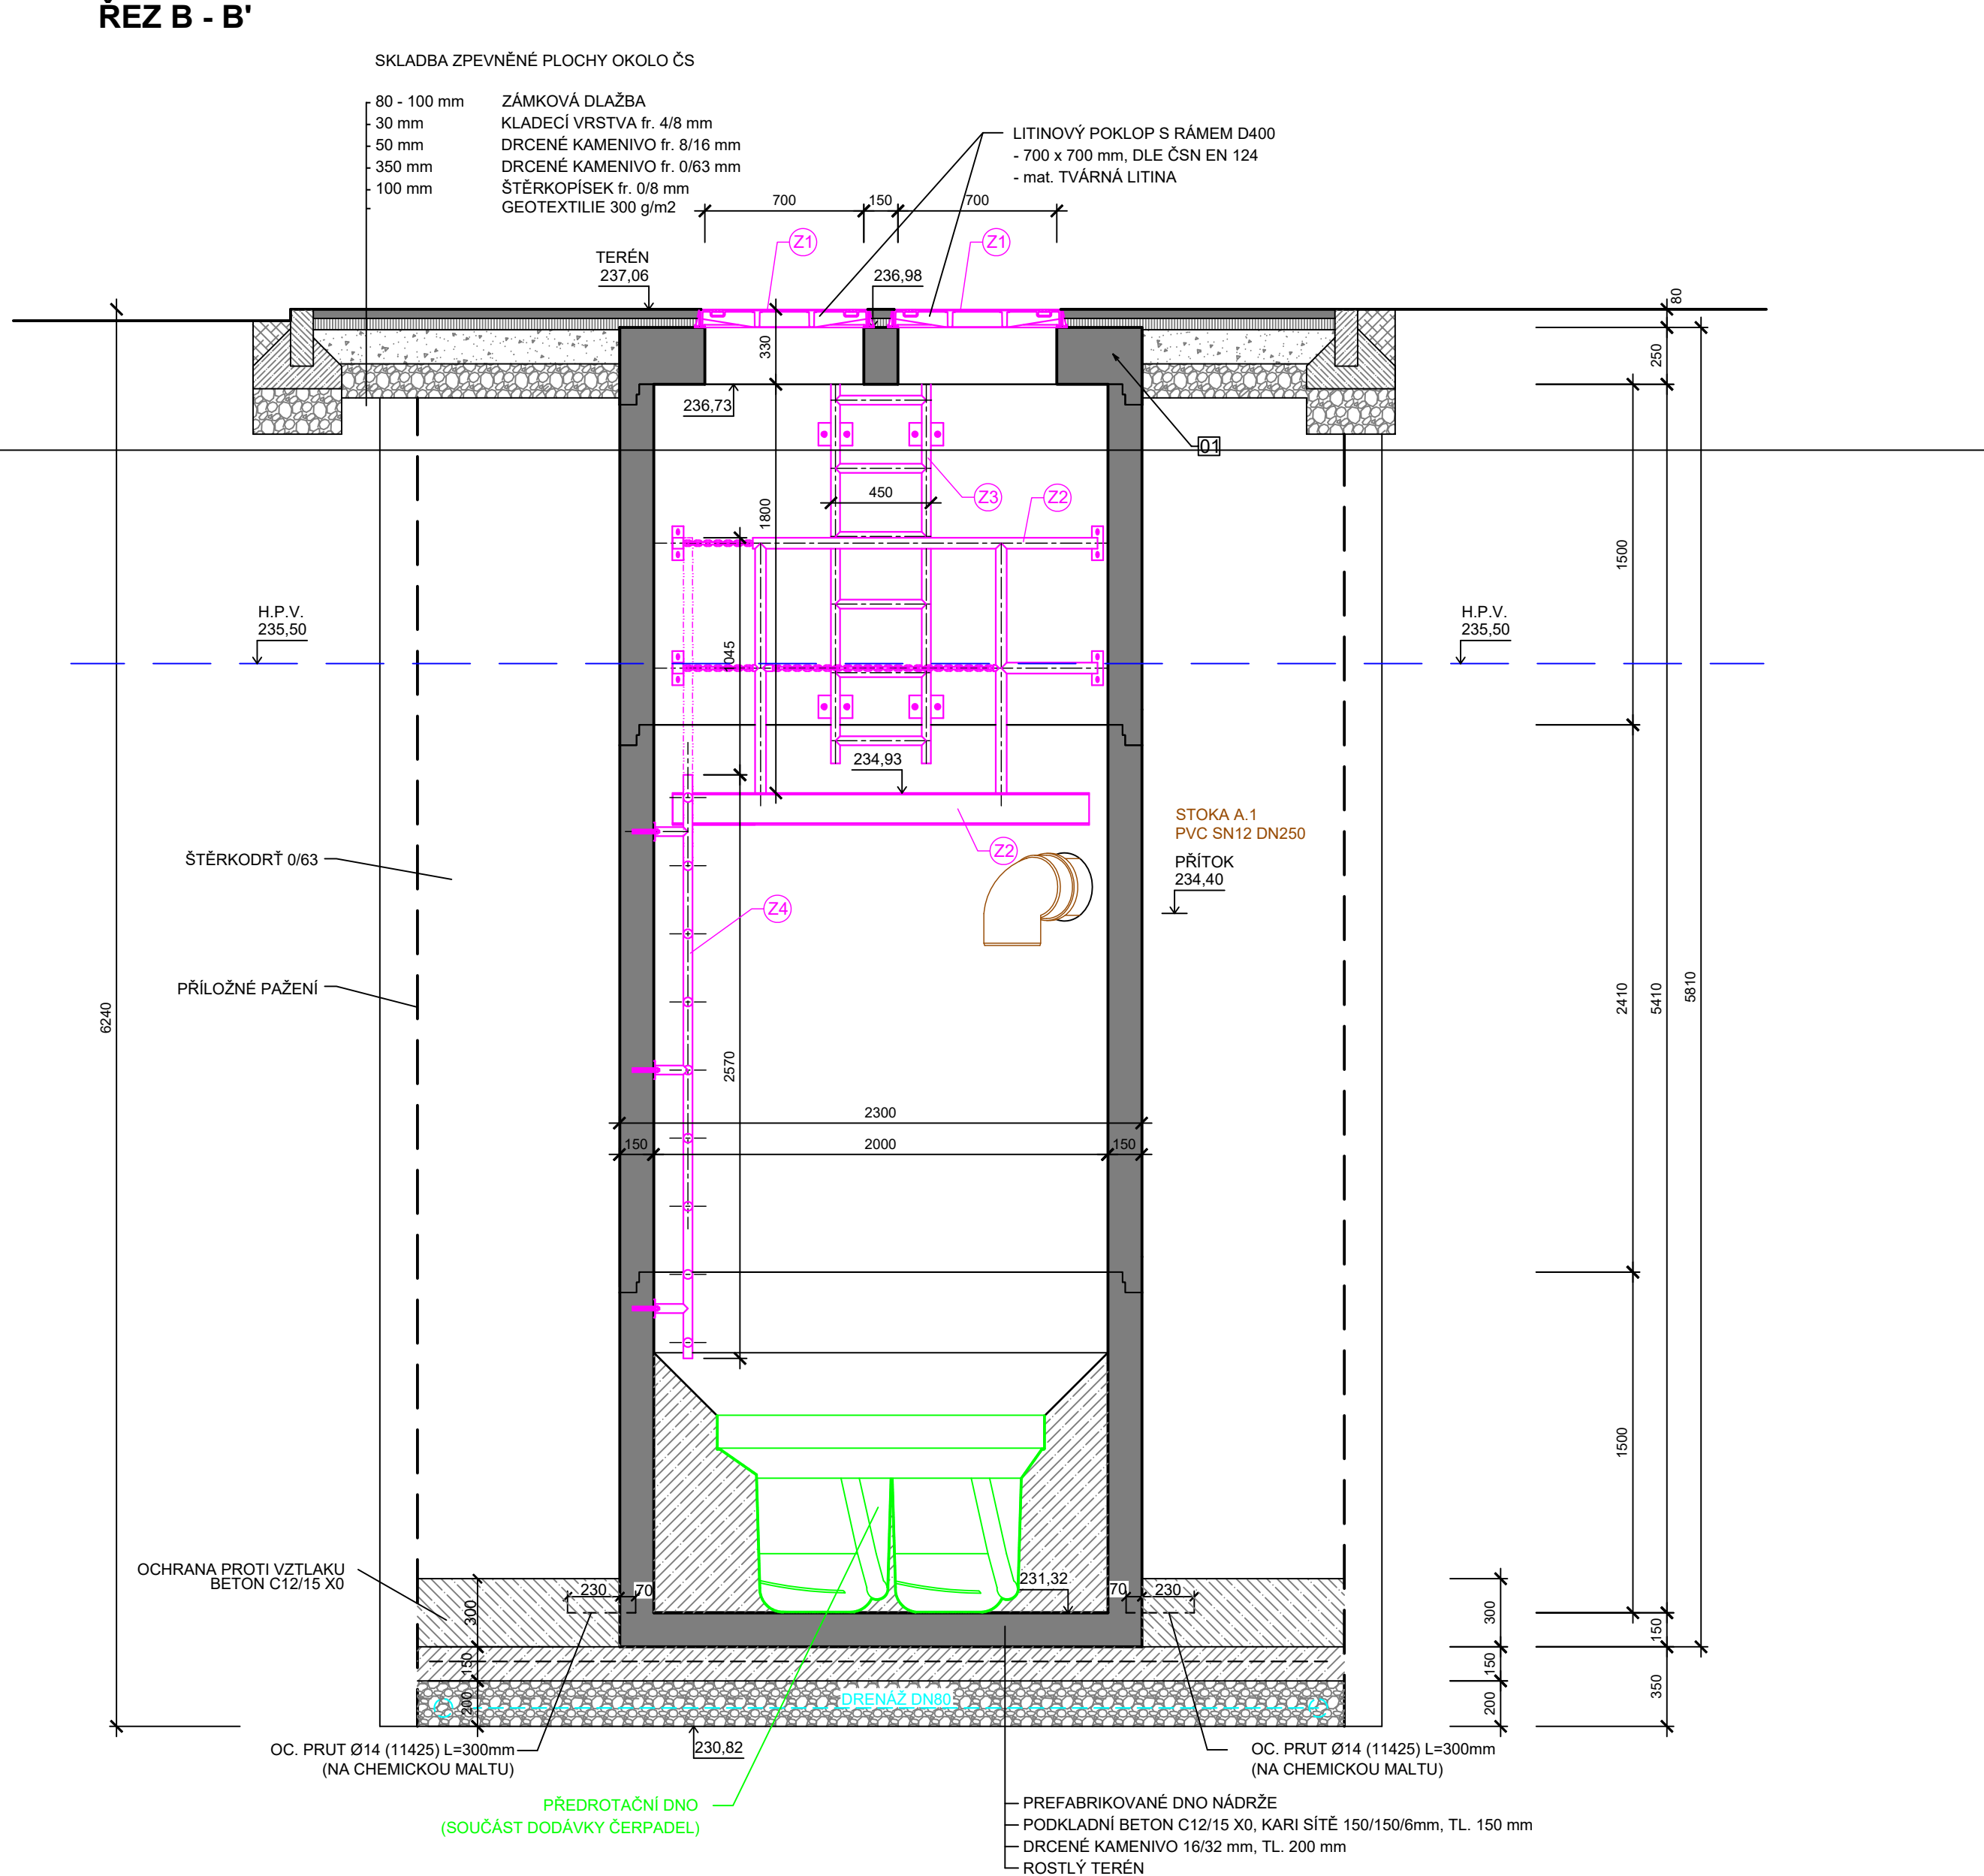 ŘEZ B - B'
SKLADBA ZPEVNĚNÉ PLOCHY OKOLO ČS
80 - 100 mm ZÁMKOVÁ DLAŽBA
30 mm KLADECÍ VRSTVA fr. 4/8 mm
50 mm DRCENÉ KAMENIVO fr. 8/16 mm
350 mm DRCENÉ KAMENIVO fr. 0/63 mm
100 mm ŠTĚRKOPÍSEK fr. 0/8 mm
GEOTEXTILIE 300 g/m2
LITINOVÝ POKLOP S RÁMEM D400
- 700 x 700 mm, DLE ČSN EN 124
- mat. TVÁRNÁ LITINA
700 150 700
Z1 Z1
TERÉN
237,06
236,98
80
330
250
236,73
01
450
Z3
Z2
1800
1500
H.P.V.
235,50
H.P.V.
235,50
1045
234,93
STOKA A.1
PVC SN12 DN250
Z2
PŘÍTOK
234,40
ŠTĚRKODRŤ 0/63
Z4
PŘÍLOŽNÉ PAŽENÍ
6240
2410
5410
5810
2570
2300
150 2000 150
1500
OCHRANA PROTI VZTLAKU
BETON C12/15 X0
230 70
231,32
70 230
300
150
200
300
150
200
150
350
DRENÁŽ DN80
230,82
OC. PRUT Ø14 (11425) L=300mm
(NA CHEMICKOU MALTU)
OC. PRUT Ø14 (11425) L=300mm
(NA CHEMICKOU MALTU)
PŘEDROTAČNÍ DNO
(SOUČÁST DODÁVKY ČERPADEL)
PREFABRIKOVANÉ DNO NÁDRŽE
PODKLADNÍ BETON C12/15 X0, KARI SÍTĚ 150/150/6mm, TL. 150 mm
DRCENÉ KAMENIVO 16/32 mm, TL. 200 mm
ROSTLÝ TERÉN